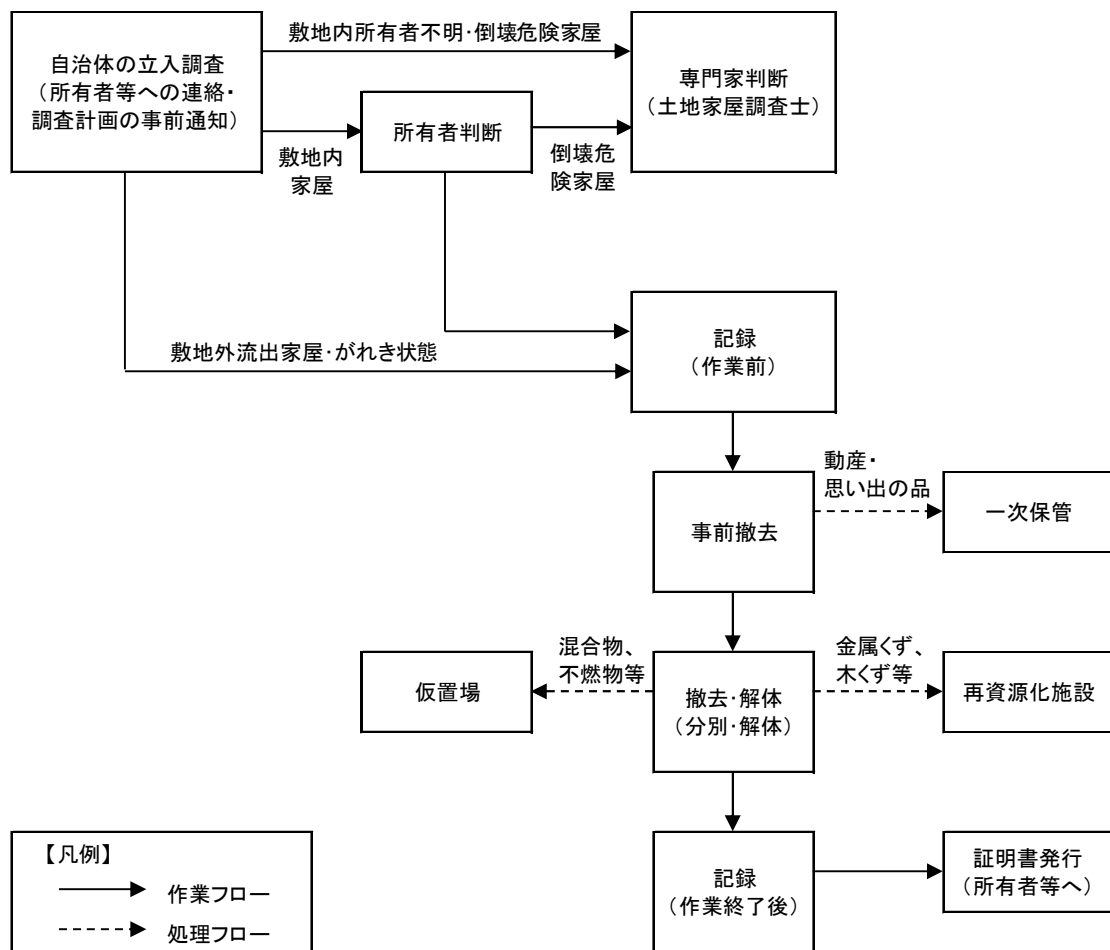 敷地内所有者不明・倒壊危険家屋
自治体の立入調査
（所有者等への連絡・
調査計画の事前通知）
専門家判断
（土地家屋調査士）
所有者判断
敷地内
家屋
倒壊危
険家屋
敷地外流出家屋・がれき状態
記録
（作業前）
動産・
思い出の品
事前撤去
一次保管
混合物、
不燃物等
金属くず、
木くず等
仮置場
撤去・解体
（分別・解体）
再資源化施設
【凡例】
作業フロー
処理フロー
記録
（作業終了後）
証明書発行
（所有者等へ）